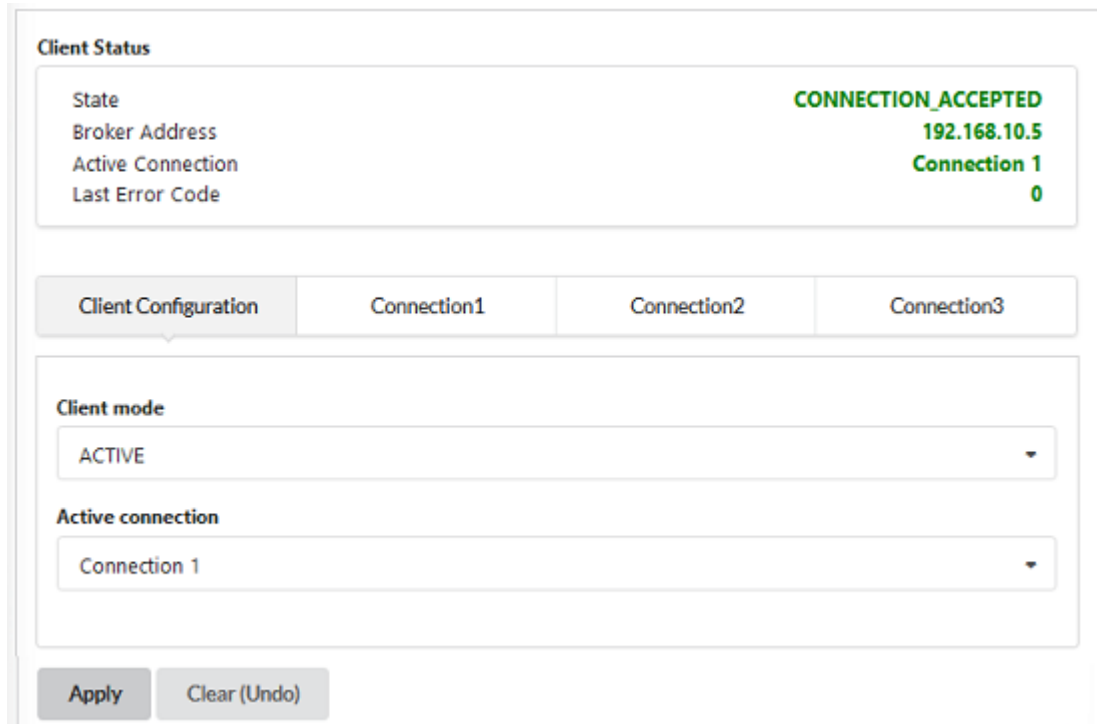 Client Status
State CONNECTION_ACCEPTED
Broker Address 192.168.10.5
Active Connection Connection 1
Last Error Code 0
Client Configuration Connection1 Connection2 Connection3
Client mode
ACTIVE
Active connection
Connection 1
Apply Clear (Undo)